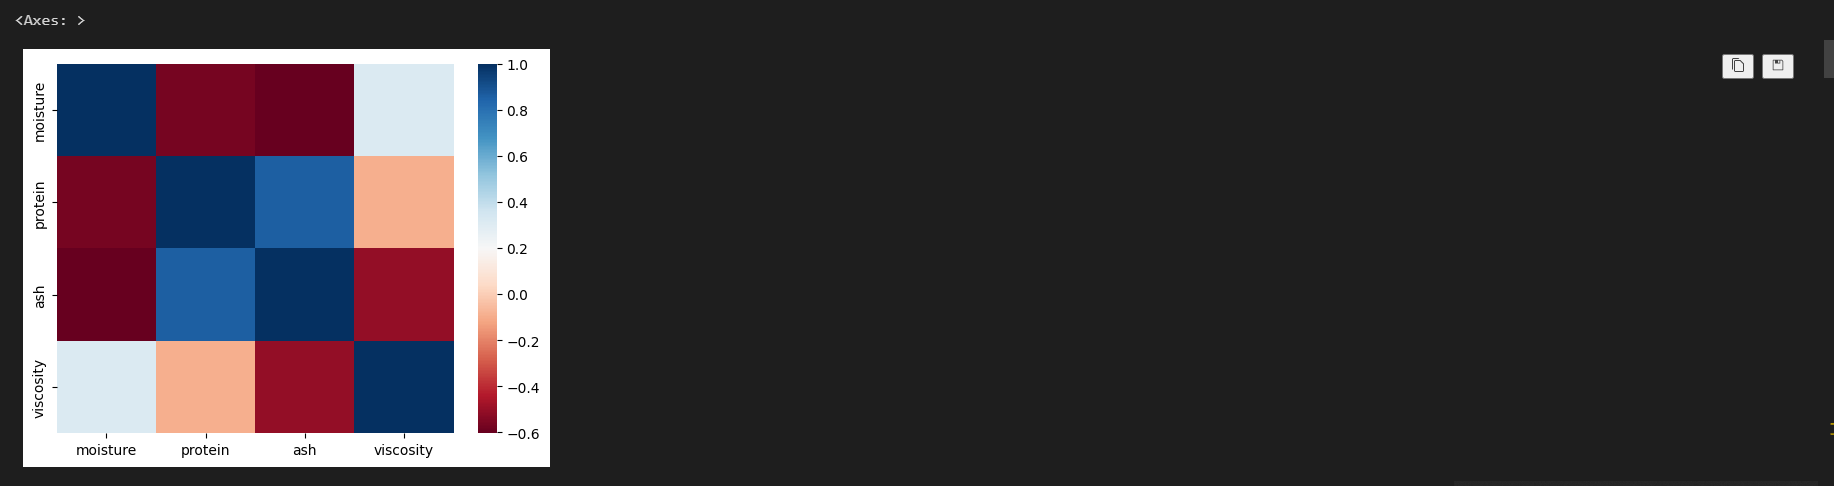 <Axes: >
moisture
protein
ash
viscosity
moisture protein ash viscosity
1.0
0.8
0.6
0.4
0.2
0.0
−0.2
−0.4
−0.6